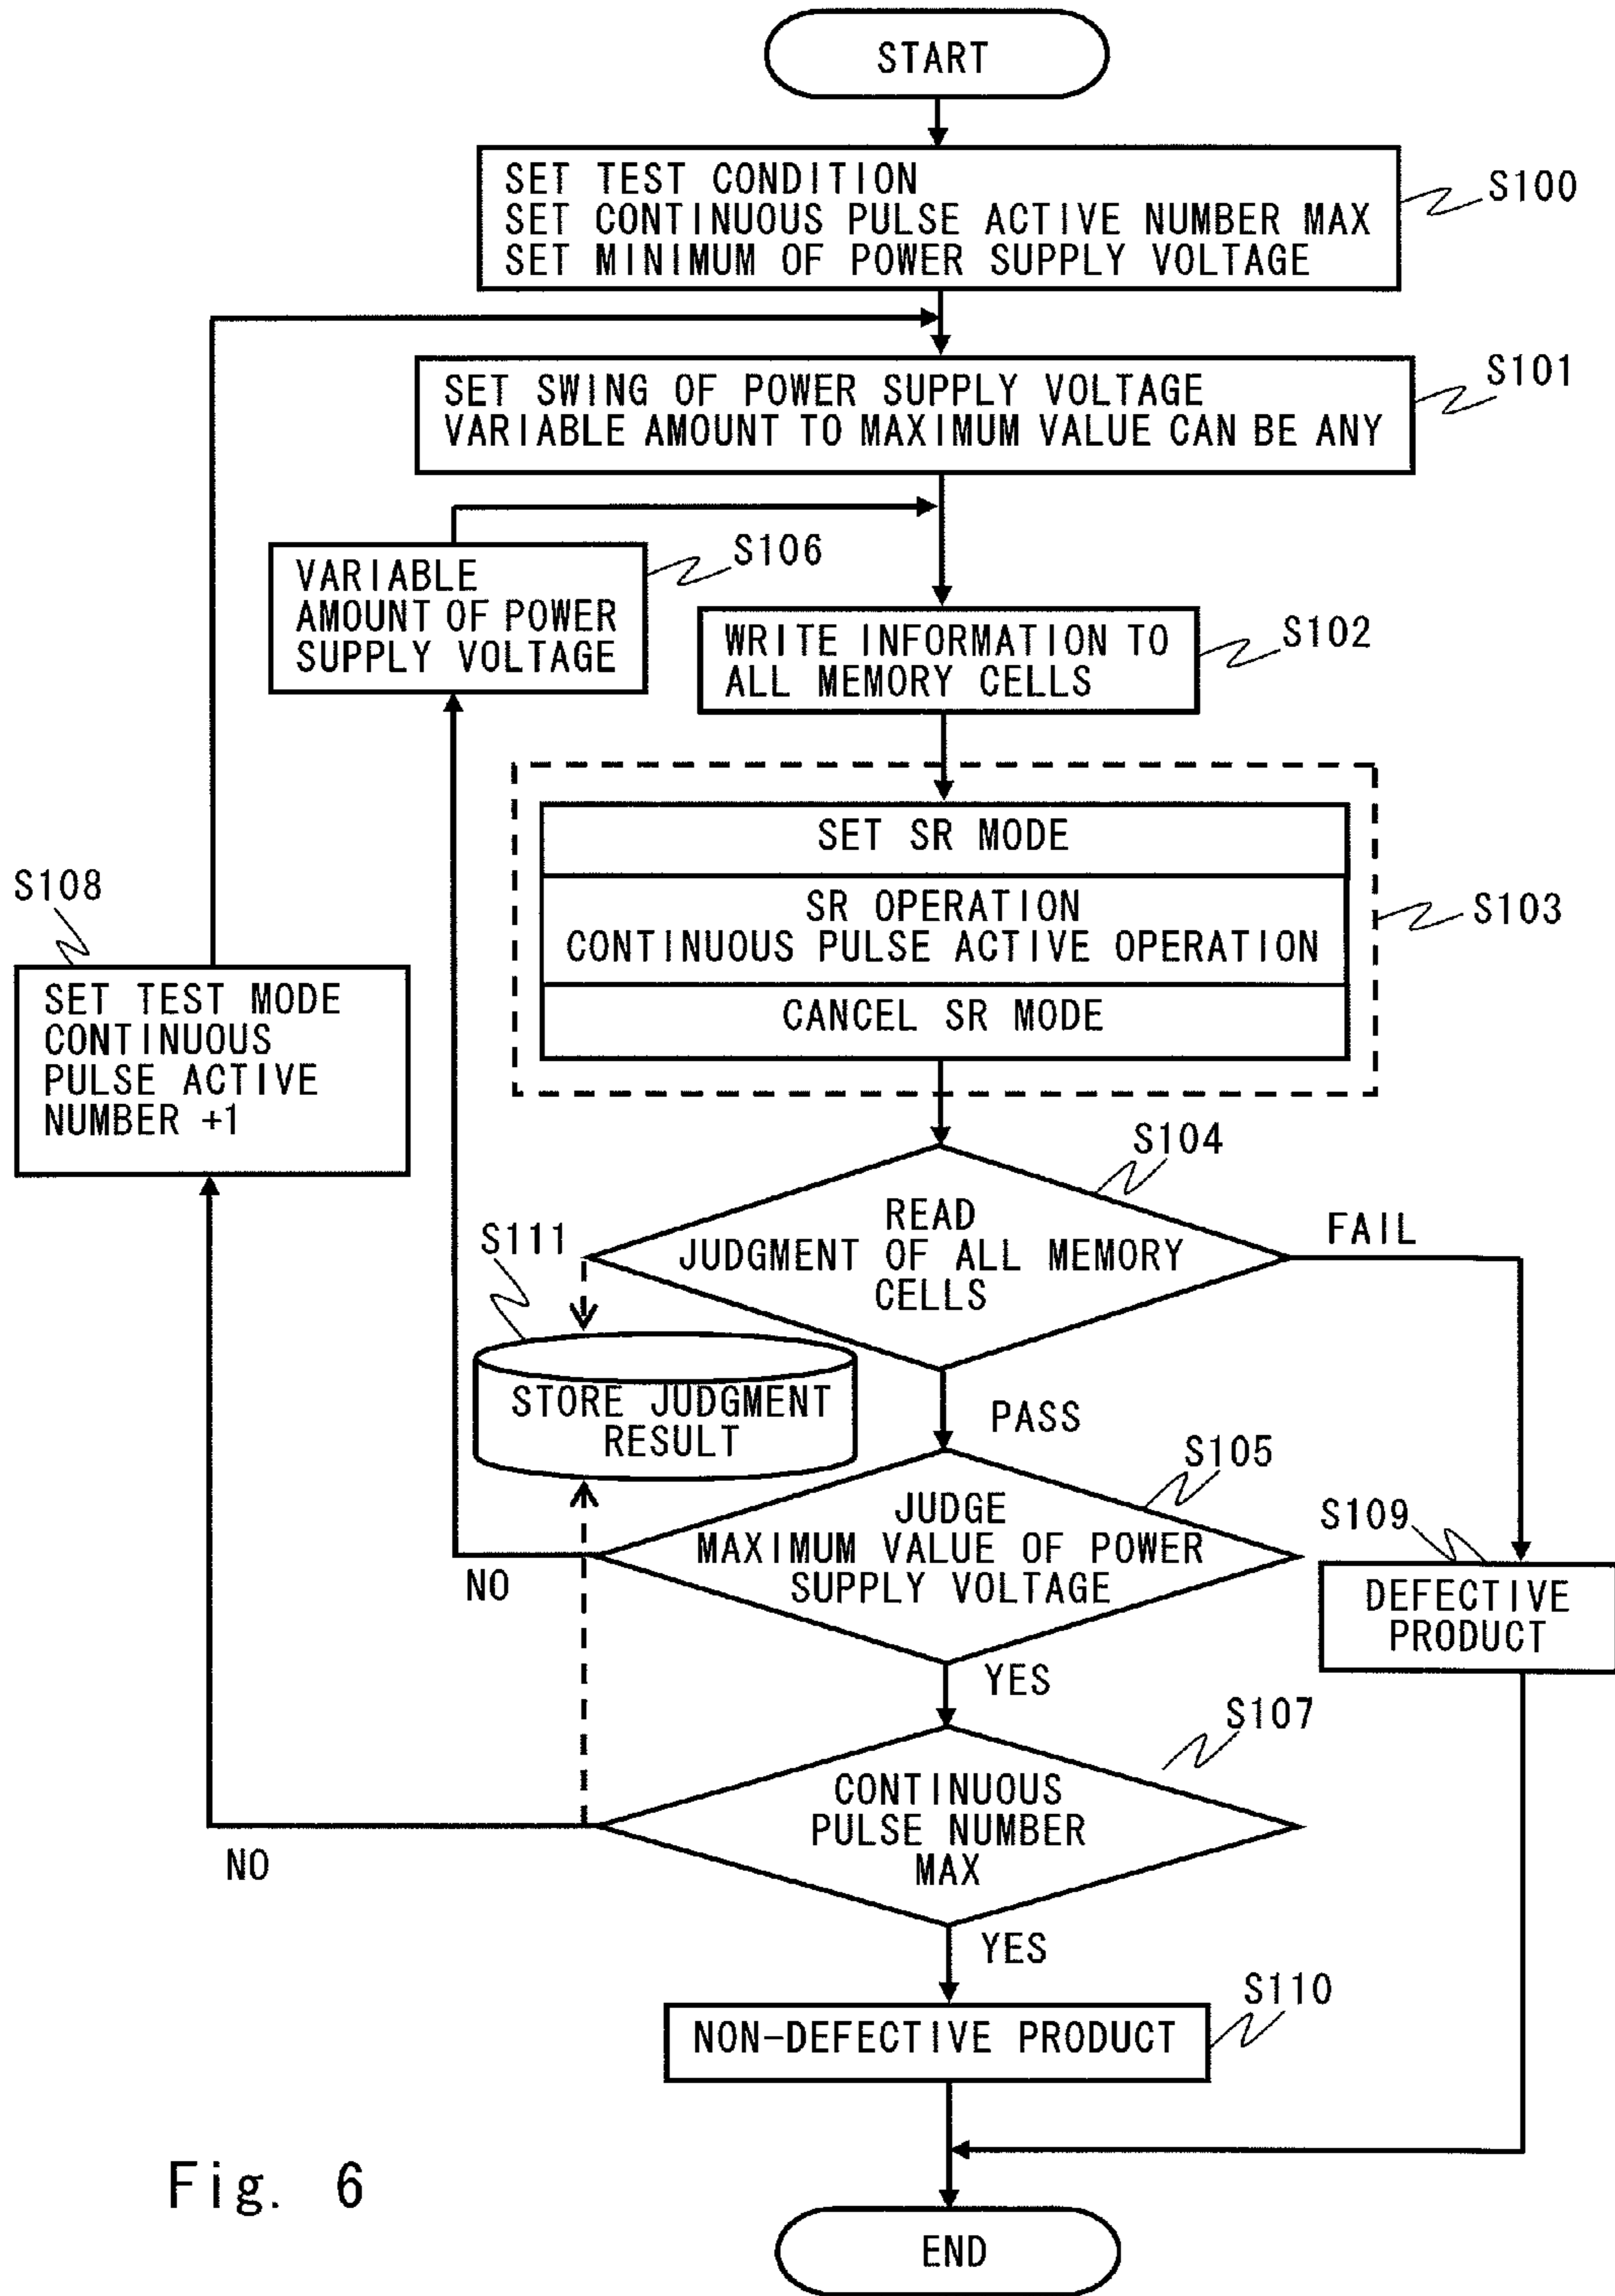 START
SET TEST CONDITION
SET CONTINUOUS PULSE ACTIVE NUMBER MAX
SET MINIMUM OF POWER SUPPLY VOLTAGE
S100
SET SWING OF POWER SUPPLY VOLTAGE
VARIABLE AMOUNT TO MAXIMUM VALUE CAN BE ANY
S101
VARIABLE
AMOUNT OF POWER
SUPPLY VOLTAGE
S106
WRITE INFORMATION TO
ALL MEMORY CELLS
S102
SET SR MODE
SR OPERATION
CONTINUOUS PULSE ACTIVE OPERATION
CANCEL SR MODE
S103
S108
SET TEST MODE
CONTINUOUS
PULSE ACTIVE
NUMBER +1
S104
READ
JUDGMENT OF ALL MEMORY
CELLS
FAIL
S111
STORE JUDGMENT
RESULT
PASS
S105
JUDGE
MAXIMUM VALUE OF POWER
SUPPLY VOLTAGE
NO
S109
DEFECTIVE
PRODUCT
YES
S107
CONTINUOUS
PULSE NUMBER
MAX
NO
YES
S110
NON-DEFECTIVE PRODUCT
Fig. 6
END